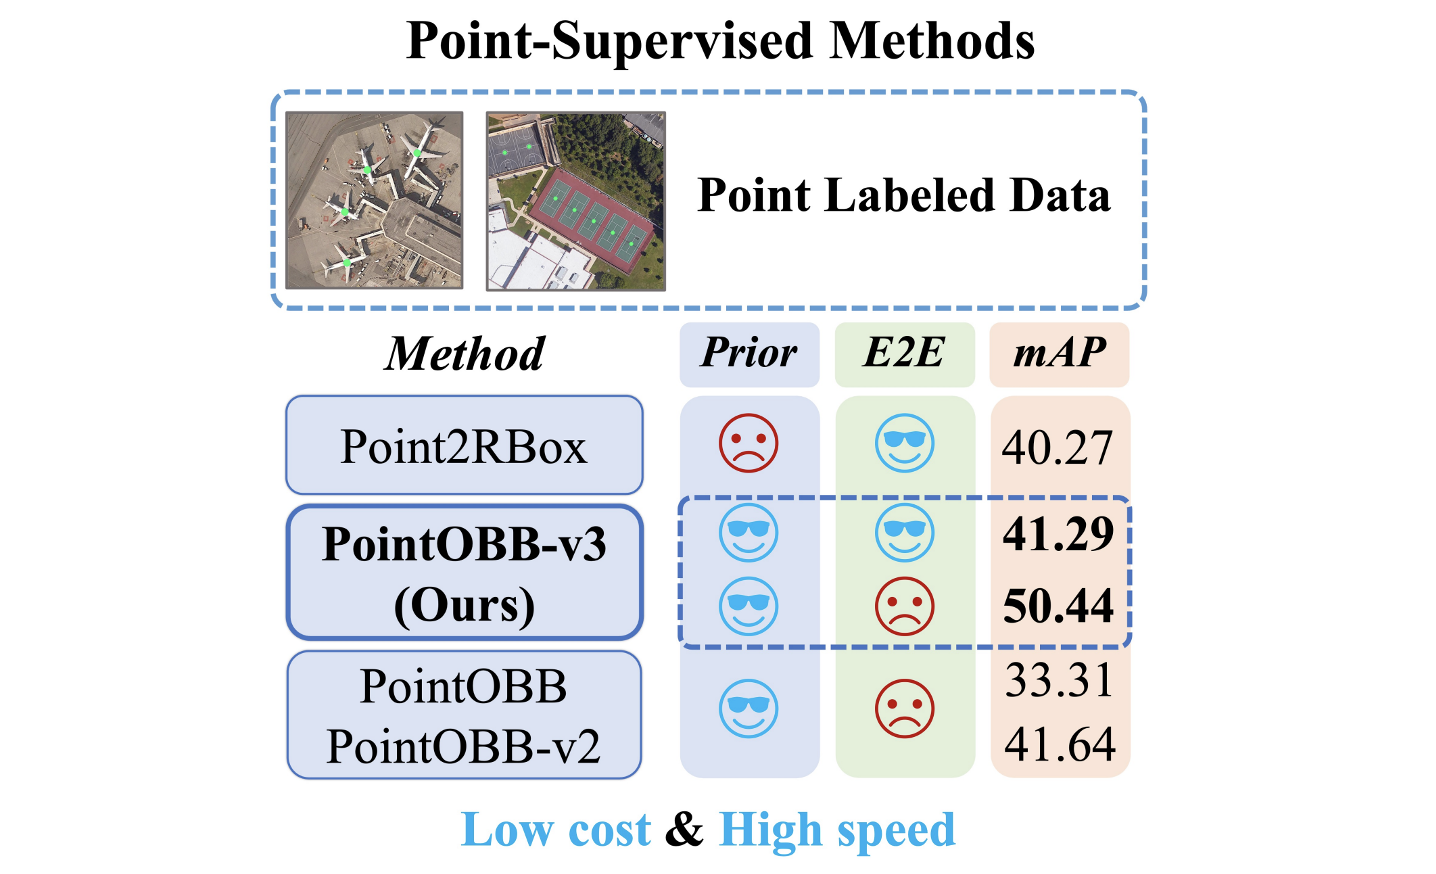 Point-Supervised Methods
Point Labeled Data
Method Prior E2E mAP
Point2RBox 40.27
PointOBB-v3 41.29
(Ours) 50.44
PointOBB 33.31
PointOBB-v2 41.64
Low cost & High speed